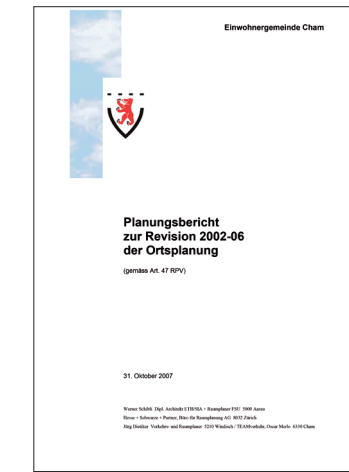 Einwohnergemeinde Cham
Planungsbericht
zur Revision 2002-06
der Ortsplanung
(gemäss Art. 47 RPV)
31. Oktober 2007
Werner Schibli Dipl. Architekt ETH/SIA + Raumplaner FSU 5000 Aarau
Hesse + Schwarze + Partner, Büro für Raumplanung AG 8032 Zürich
Jürg Dietiker Verkehrs- und Raumplaner 5210 Windisch / TEAMverkehr, Oscar Merlo 6330 Cham